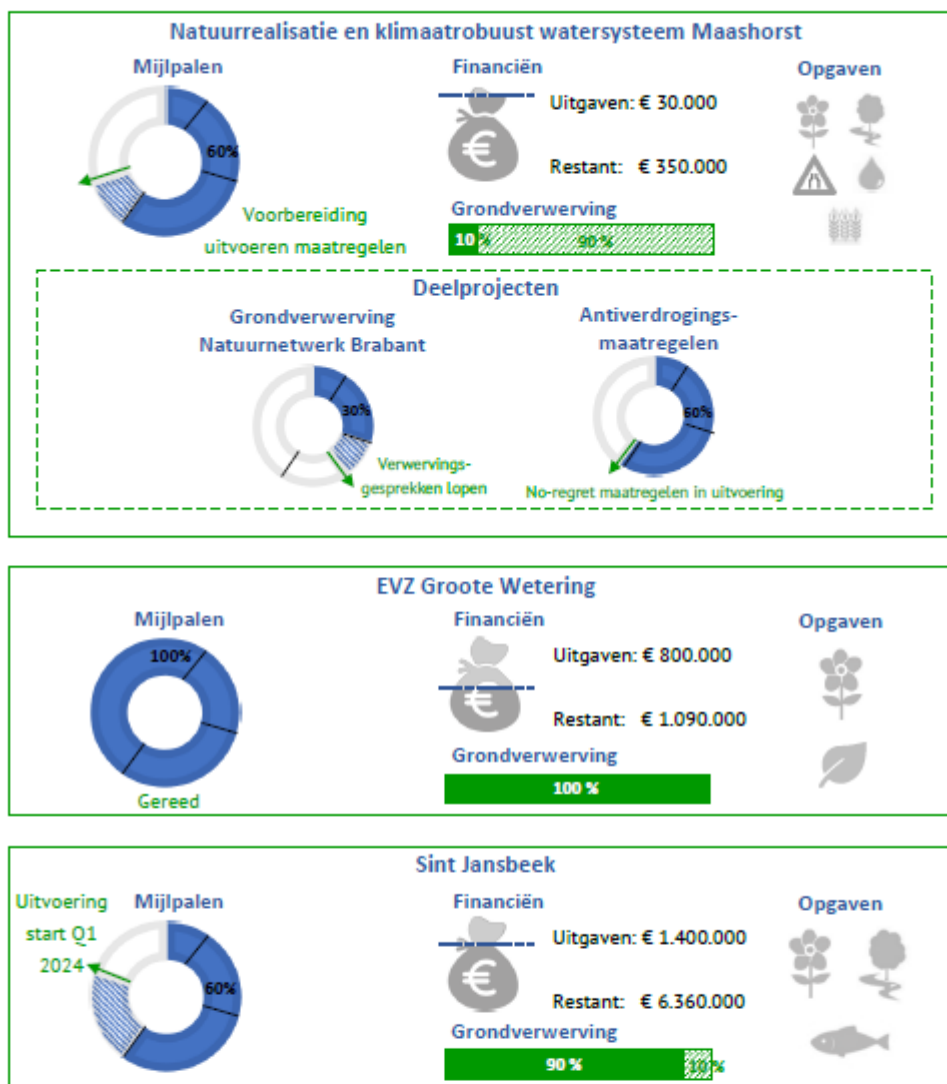 Natuurrealisatie en klimaatrobuust watersysteem Maashorst
Mijlpalen
60%
Voorbereiding
uitvoeren maatregelen
Financiën
€
Uitgaven: € 30.000
Restant: € 350.000
Grondverwerving
10 % 90 %
Opgaven
Deelprojecten
Grondverwerving
Natuurnetwerk Brabant
30%
Verwervings-
gesprekken lopen
Antiverdrogings-
maatregelen
60%
No-regret maatregelen in uitvoering
EVZ Groote Wetering
Mijlpalen
100%
Gereed
Financiën
€
Uitgaven: € 800.000
Restant: € 1.090.000
Grondverwerving
100 %
Opgaven
Sint Jansbeek
Uitvoering
start Q1
2024
Mijlpalen
60%
Financiën
€
Uitgaven: € 1.400.000
Restant: € 6.360.000
Grondverwerving
90 % 10 %
Opgaven